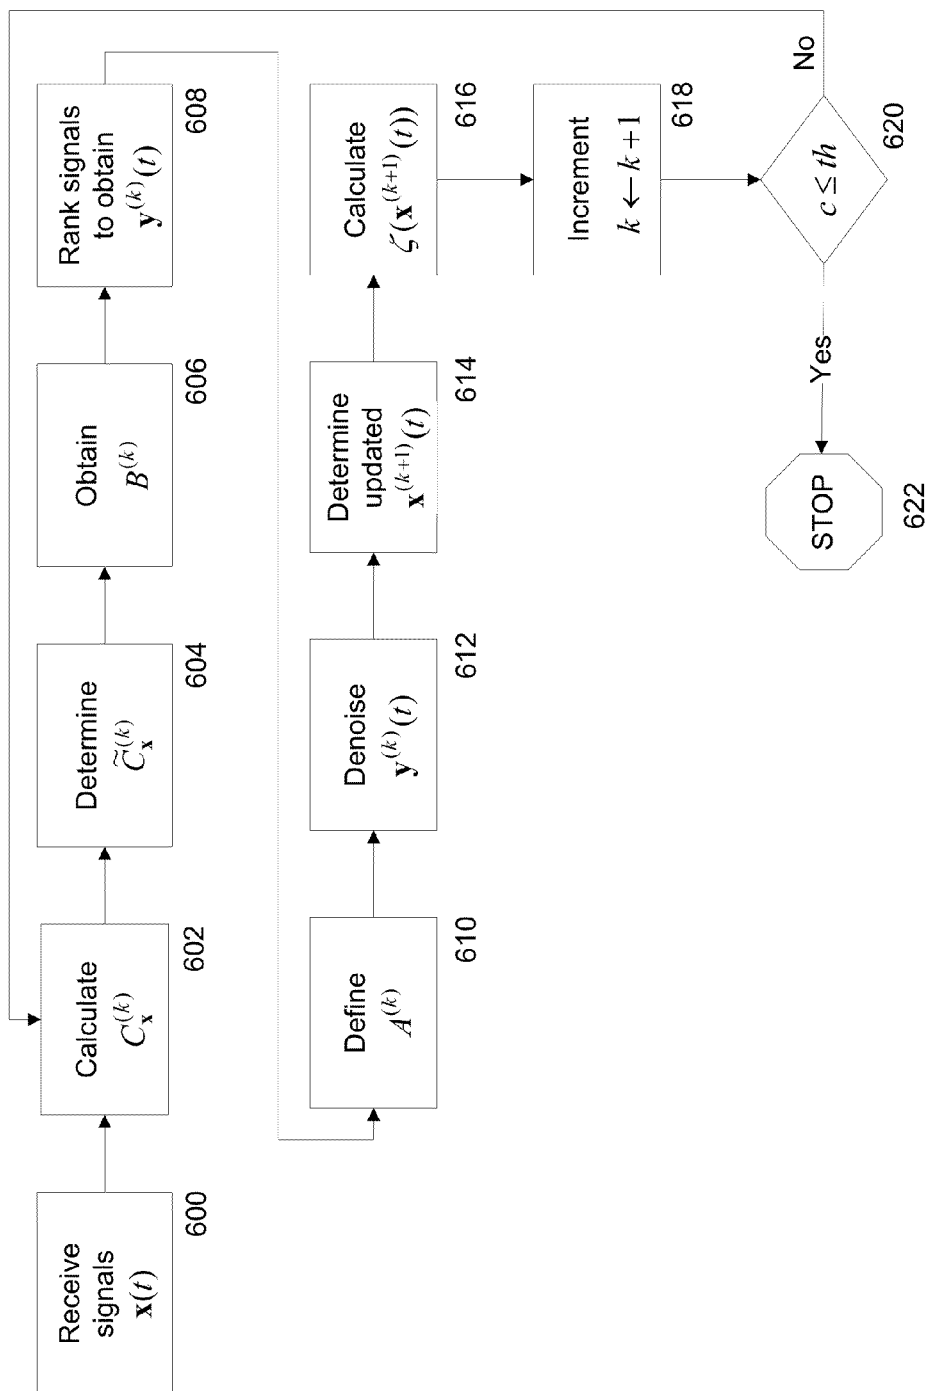 Receive
signals
𝐱(t)
600
Calculate
C_𝐱^(k)
602
Determine
C̃_𝐱^(k)
604
Obtain
B^(k)
606
Rank signals
to obtain
𝐲^(k)(t)
608
Define
A^(k)
610
Denoise
𝐲^(k)(t)
612
Determine
updated
𝐱^(k+1)(t)
614
Calculate
ζ(𝐱^(k+1)(t))
616
Increment
k ← k+1
618
c ≤ th
620
No
Yes
STOP
622